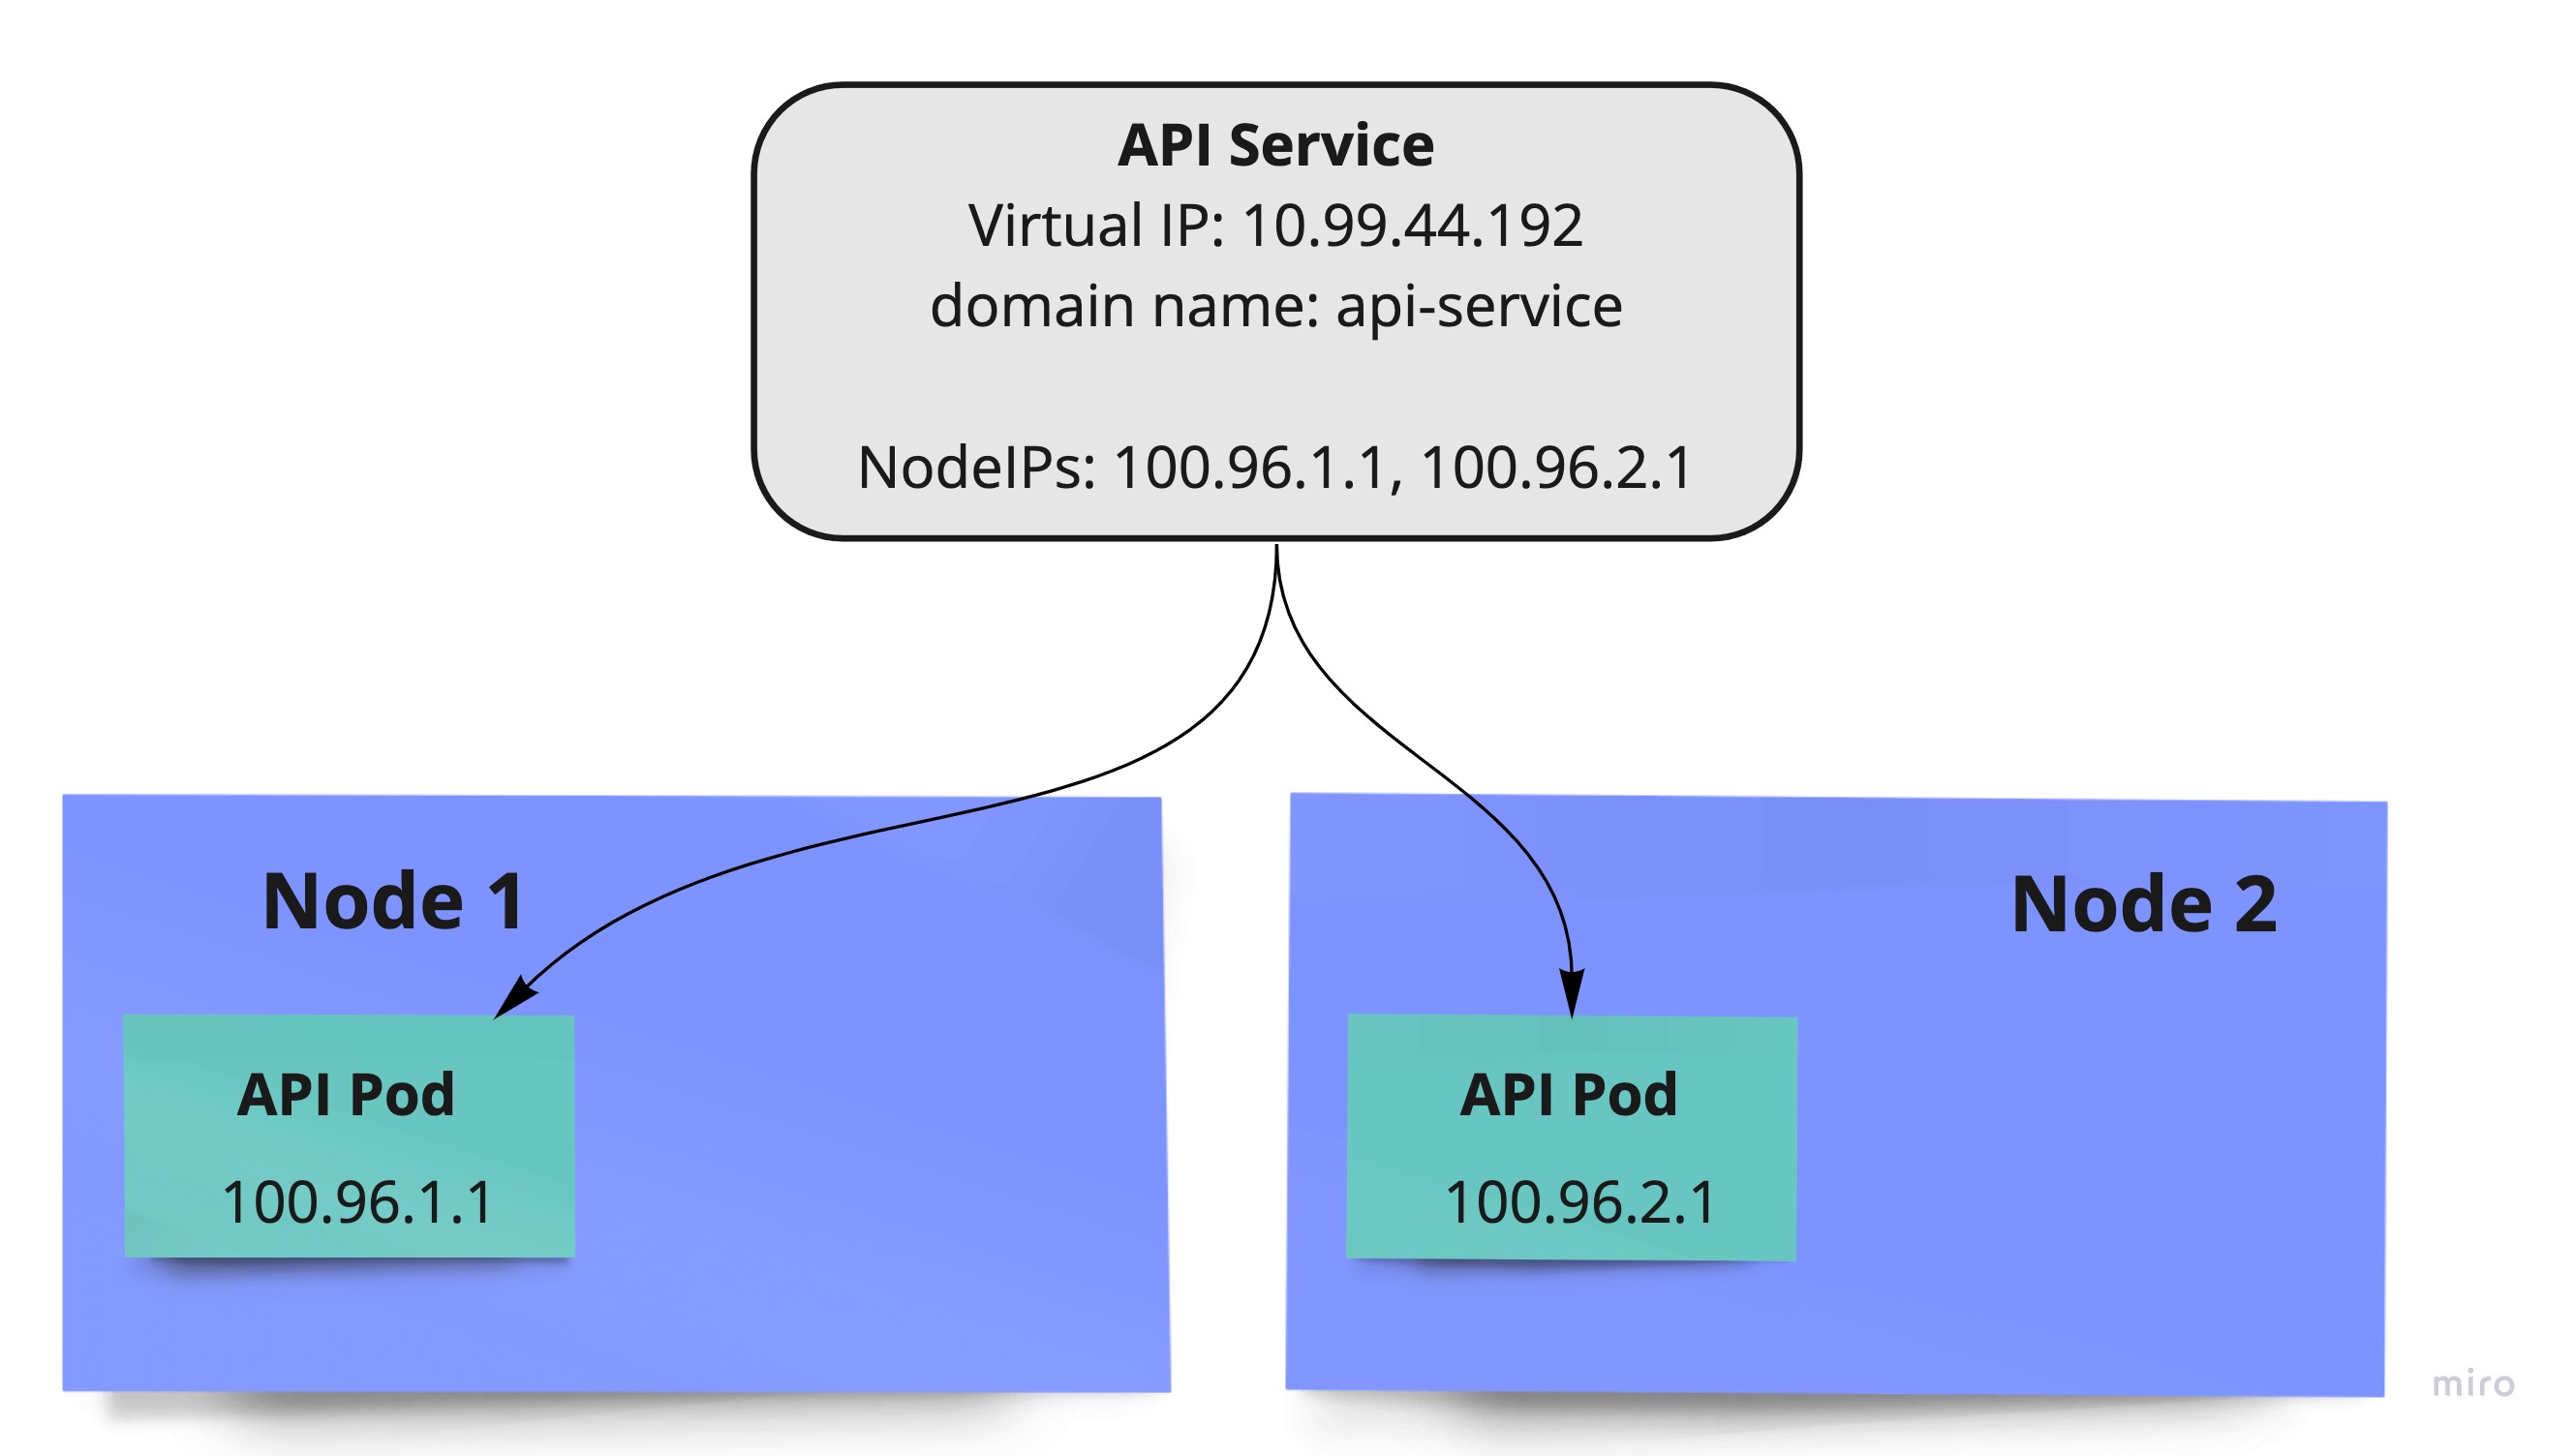 API Service
Virtual IP: 10.99.44.192
domain name: api-service
NodeIPs: 100.96.1.1, 100.96.2.1
Node 1
Node 2
API Pod
100.96.1.1
API Pod
100.96.2.1
miro